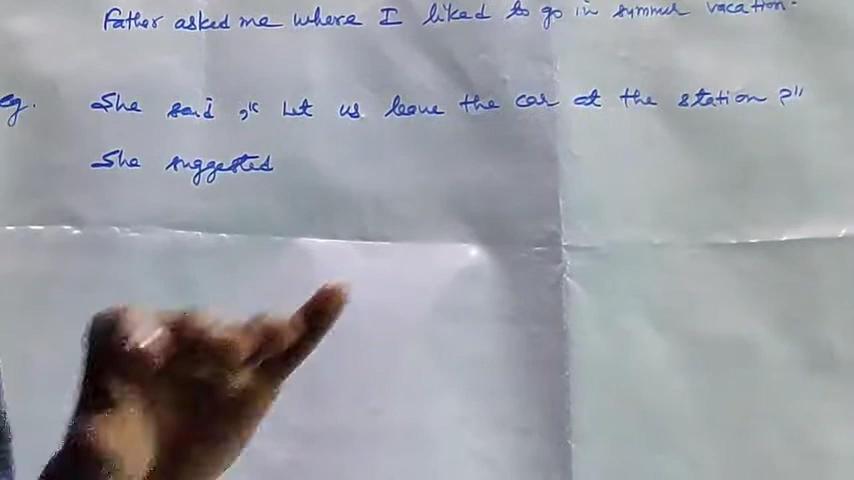 Father asked me where I liked to go in summer vacation.
eg. She said ,“ Let us leave the car at the station ?”
She suggested